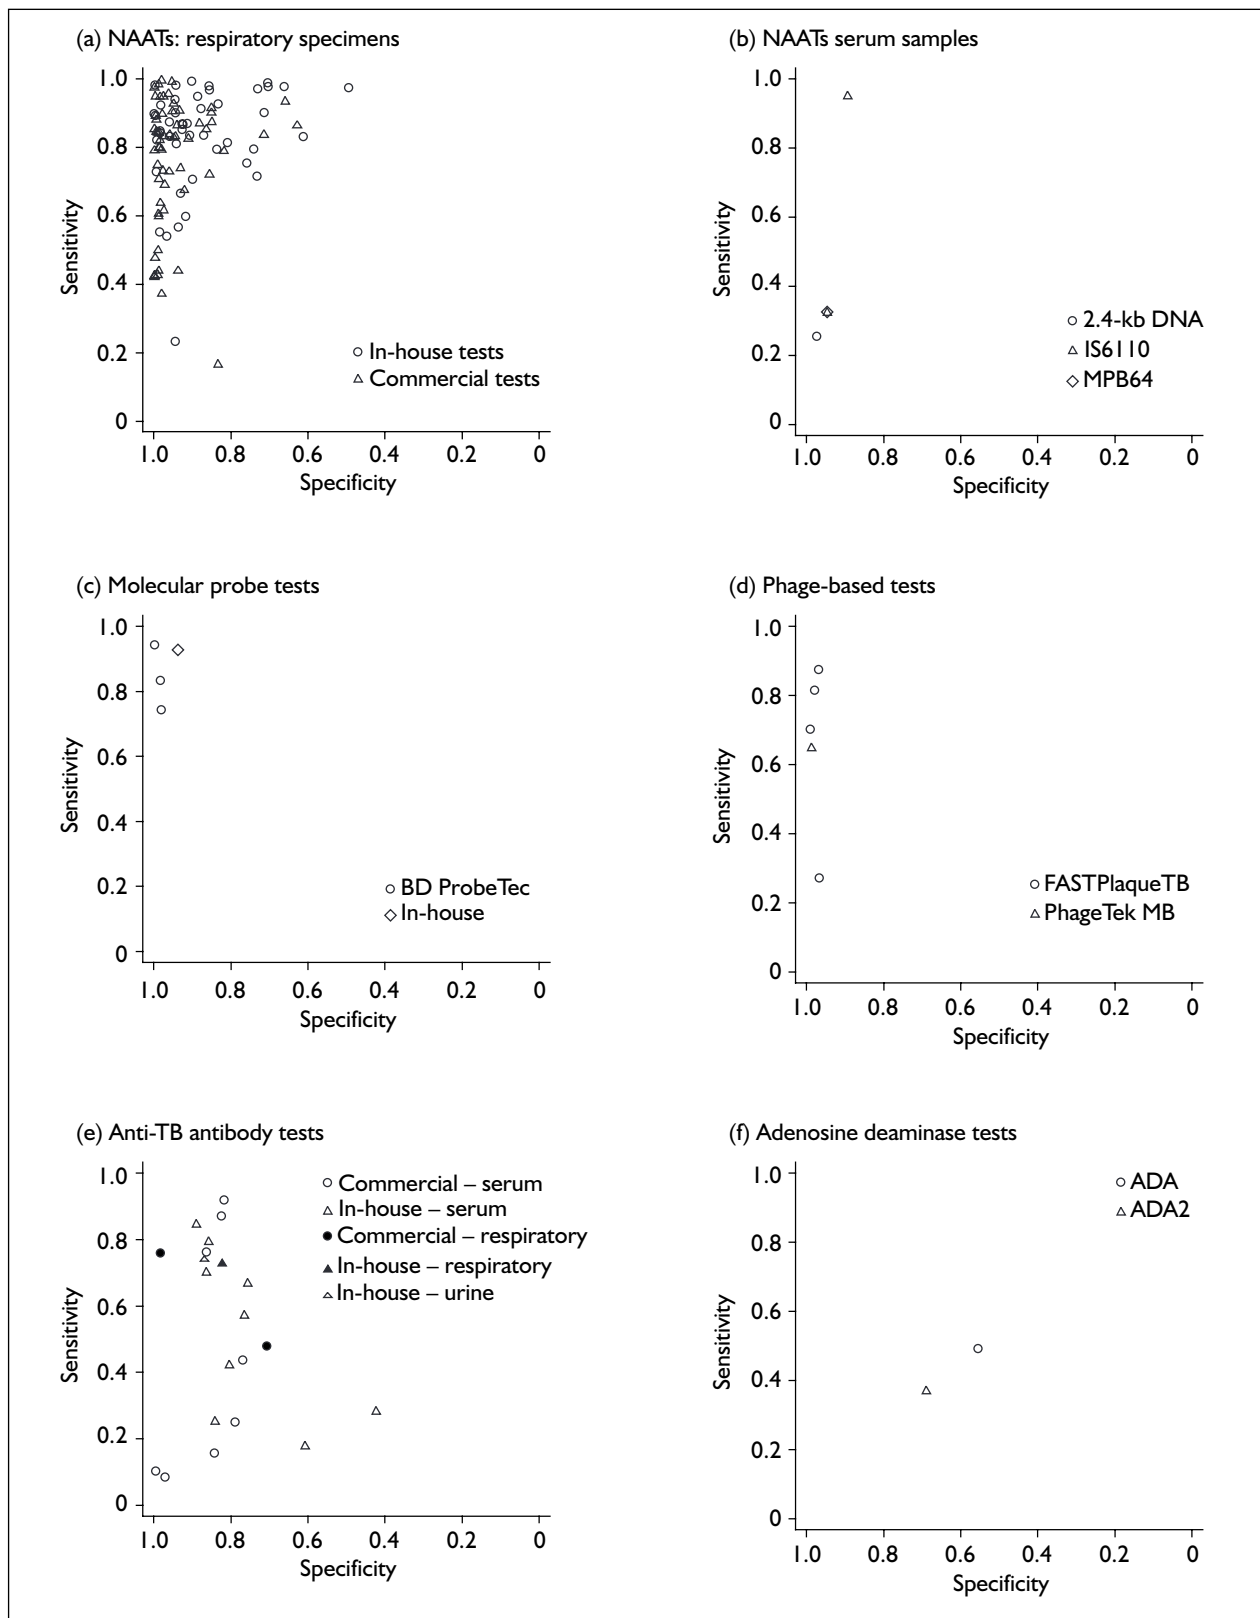 (a) NAATs: respiratory specimens
1.0
0.8
0.6
0.4
0.2
0
Sensitivity
In-house tests
Commercial tests
1.0 0.8 0.6 0.4 0.2 0
Specificity
(b) NAATs serum samples
1.0
0.8
0.6
0.4
0.2
0
Sensitivity
2.4-kb DNA
IS6110
MPB64
1.0 0.8 0.6 0.4 0.2 0
Specificity
(c) Molecular probe tests
1.0
0.8
0.6
0.4
0.2
0
Sensitivity
BD ProbeTec
In-house
1.0 0.8 0.6 0.4 0.2 0
Specificity
(d) Phage-based tests
1.0
0.8
0.6
0.4
0.2
0
Sensitivity
FASTPlaqueTB
PhageTek MB
1.0 0.8 0.6 0.4 0.2 0
Specificity
(e) Anti-TB antibody tests
1.0
0.8
0.6
0.4
0.2
0
Sensitivity
Commercial – serum
In-house – serum
Commercial – respiratory
In-house – respiratory
In-house – urine
1.0 0.8 0.6 0.4 0.2 0
Specificity
(f) Adenosine deaminase tests
1.0
0.8
0.6
0.4
0.2
0
Sensitivity
ADA
ADA2
1.0 0.8 0.6 0.4 0.2 0
Specificity